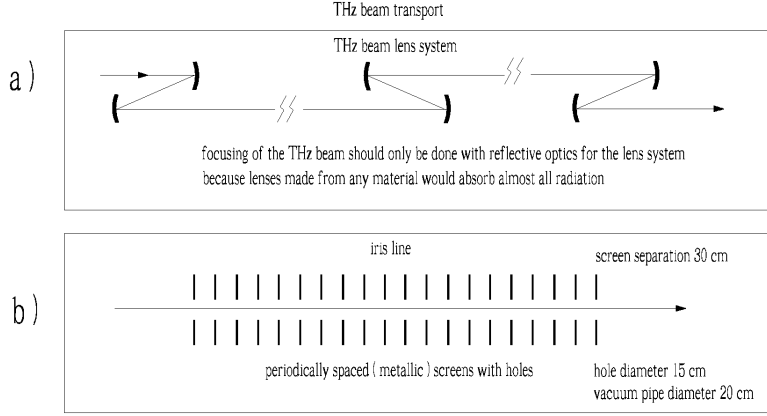 THz beam transport
a)
THz beam lens system
focusing of the THz beam should only be done with reflective optics for the lens system
because lenses made from any material would absorb almost all radiation
b)
iris line
screen separation 30 cm
periodically spaced ( metallic ) screens with holes
hole diameter 15 cm
vacuum pipe diameter 20 cm